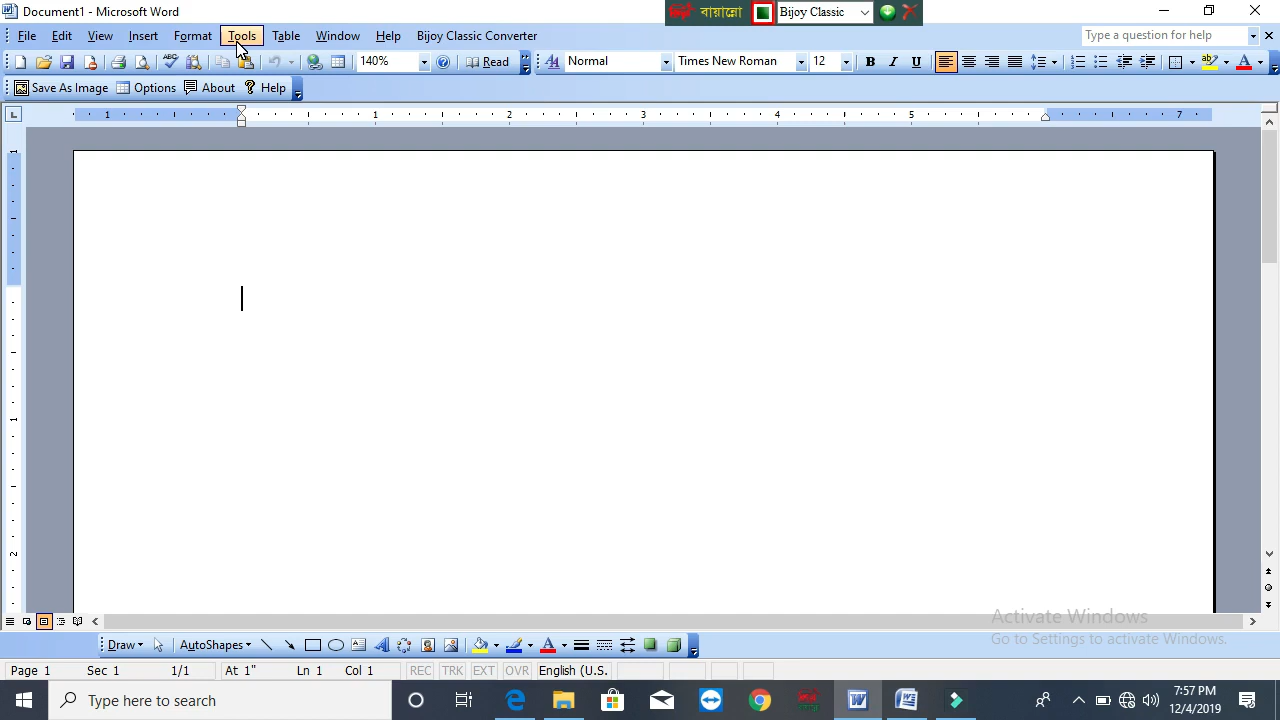 Document1 - Microsoft Word
বায়ান্নো
Bijoy Classic
File Edit View Insert Format Tools Table Window Help Bijoy Classic Converter
Type a question for help
140% Read Normal Times New Roman 12 B I U
Save As Image Options About Help
1 1 2 3 4 5 7
1
1
2
Activate Windows
Go to Settings to activate Windows.
Draw AutoShapes
Page 1 Sec 1 1/1 At 1" Ln 1 Col 1 REC TRK EXT OVR English (U.S.
Type here to search
7:57 PM
12/4/2019